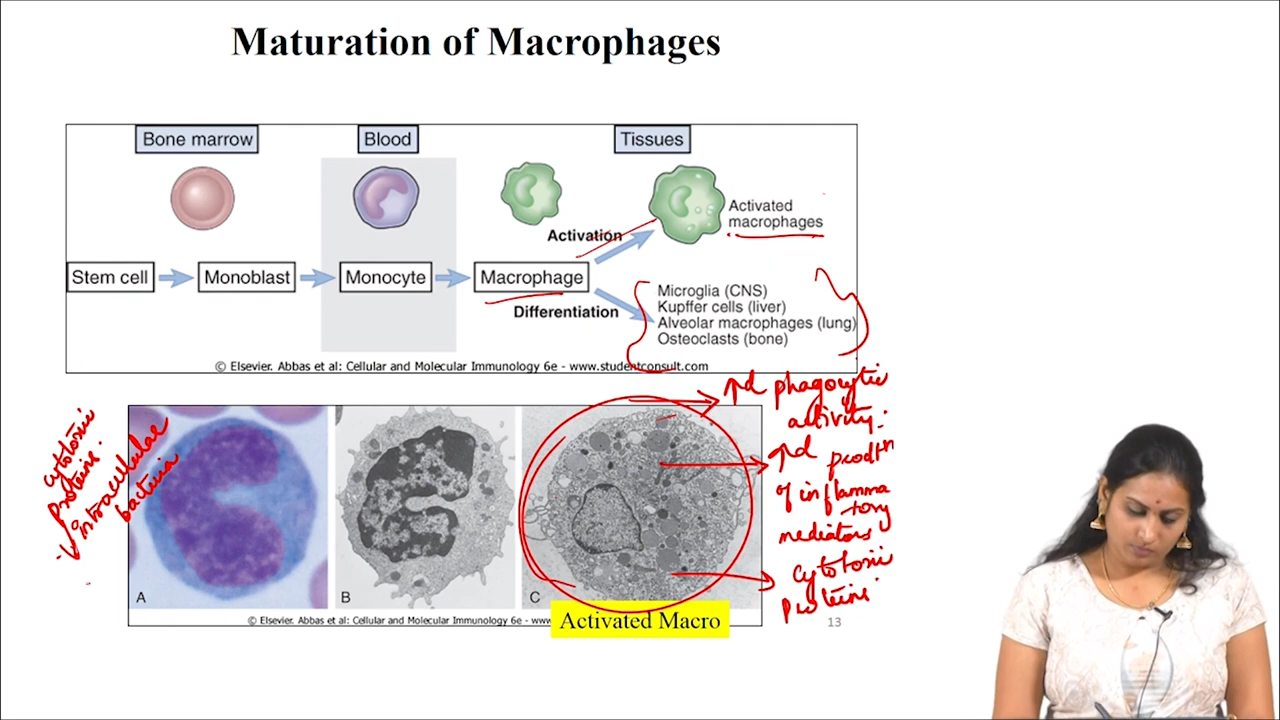 Maturation of Macrophages
Bone marrow
Blood
Tissues
Activated
macrophages
Activation
Stem cell
Monoblast
Monocyte
Macrophage
Differentiation
Microglia (CNS)
Kupffer cells (liver)
Alveolar macrophages (lung)
Osteoclasts (bone)
© Elsevier. Abbas et al: Cellular and Molecular Immunology 6e - www.studentconsult.com
phagocytic
activity.
prodtn
of inflamma
tory
mediators
cytotoxic
proteins
cytotoxic
proteins
intracellular
bacteria
A
B
C
© Elsevier. Abbas et al: Cellular and Molecular Immunology 6e - www
Activated Macro
13